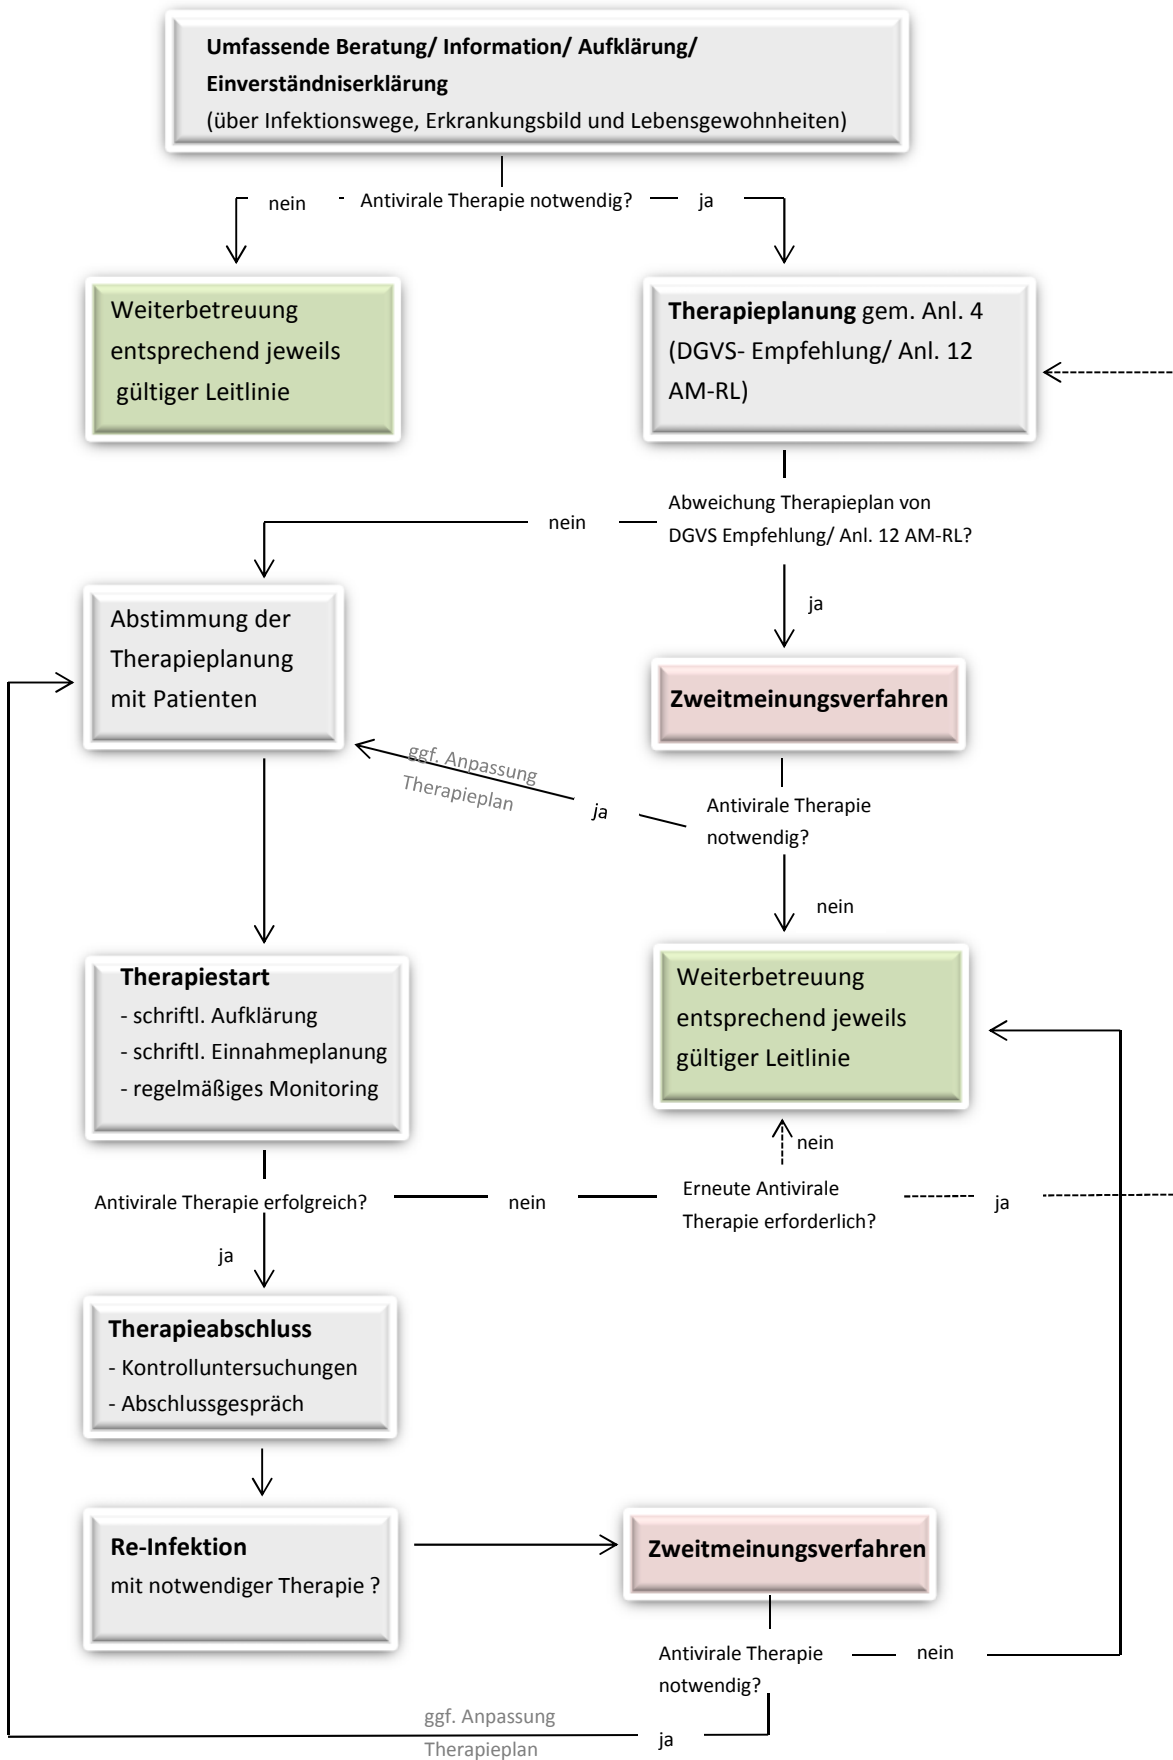 Umfassende Beratung/ Information/ Aufklärung/
Einverständniserklärung
(über Infektionswege, Erkrankungsbild und Lebensgewohnheiten)
nein
Antivirale Therapie notwendig?
ja
Weiterbetreuung
entsprechend jeweils
gültiger Leitlinie
Therapieplanung gem. Anl. 4
(DGVS- Empfehlung/ Anl. 12
AM-RL)
nein
Abweichung Therapieplan von
DGVS Empfehlung/ Anl. 12 AM-RL?
ja
Abstimmung der
Therapieplanung
mit Patienten
Zweitmeinungsverfahren
ggf. Anpassung
Therapieplan
ja
Antivirale Therapie
notwendig?
nein
Therapiestart
- schriftl. Aufklärung
- schriftl. Einnahmeplanung
- regelmäßiges Monitoring
Weiterbetreuung
entsprechend jeweils
gültiger Leitlinie
nein
Antivirale Therapie erfolgreich?
nein
Erneute Antivirale
Therapie erforderlich?
ja
ja
Therapieabschluss
- Kontrolluntersuchungen
- Abschlussgespräch
Re-Infektion
mit notwendiger Therapie ?
Zweitmeinungsverfahren
Antivirale Therapie
notwendig?
nein
ggf. Anpassung
Therapieplan
ja